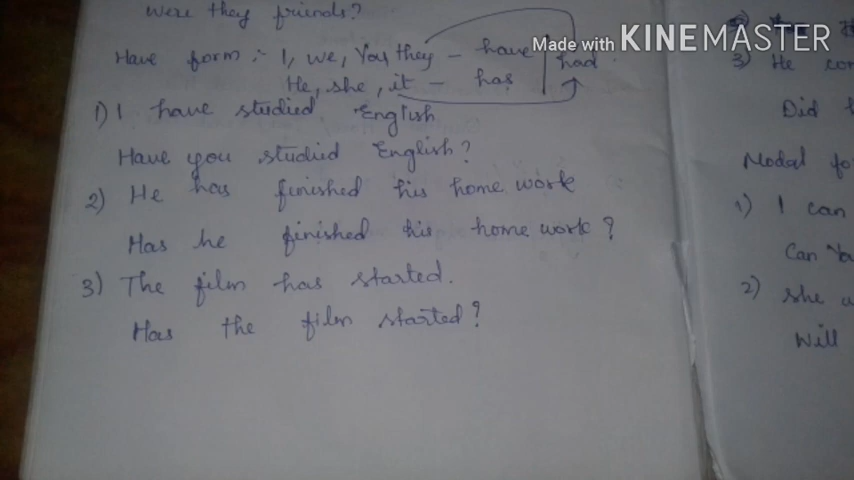 Were they friends?
Have form :- I, we, You they - have | had
He, she, it - has
1) I have studied English
Have you studied English?
2) He has finished his home work
Has he finished his home work?
3) The film has started.
Has the film started?
Made with KINEMASTER
3) He
Did
Modal
1) I can
Can
2) She
Will